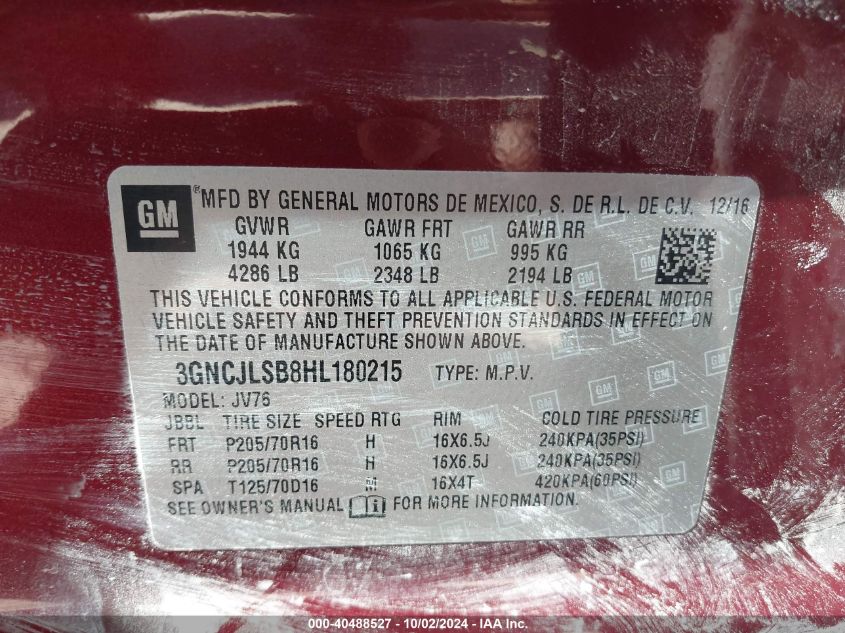 GM ® MFD BY GENERAL MOTORS DE MEXICO, S. DE R.L. DE C.V. 12/16
GVWR GAWR FRT GAWR RR
1944 KG 1065 KG 995 KG
4286 LB 2348 LB 2194 LB
THIS VEHICLE CONFORMS TO ALL APPLICABLE U.S. FEDERAL MOTOR
VEHICLE SAFETY AND THEFT PREVENTION STANDARDS IN EFFECT ON
THE DATE OF MANUFACTURE SHOWN ABOVE.
3GNCJLSB8HL180215 TYPE: M.P.V.
MODEL: JV76
JBBL TIRE SIZE SPEED RTG RIM COLD TIRE PRESSURE
FRT P205/70R16 H 16X6.5J 240KPA(35PSI)
RR P205/70R16 H 16X6.5J 240KPA(35PSI)
SPA T125/70D16 M 16X4T 420KPA(60PSI)
SEE OWNER'S MANUAL i FOR MORE INFORMATION.
000-40488527 - 10/02/2024 - IAA Inc.